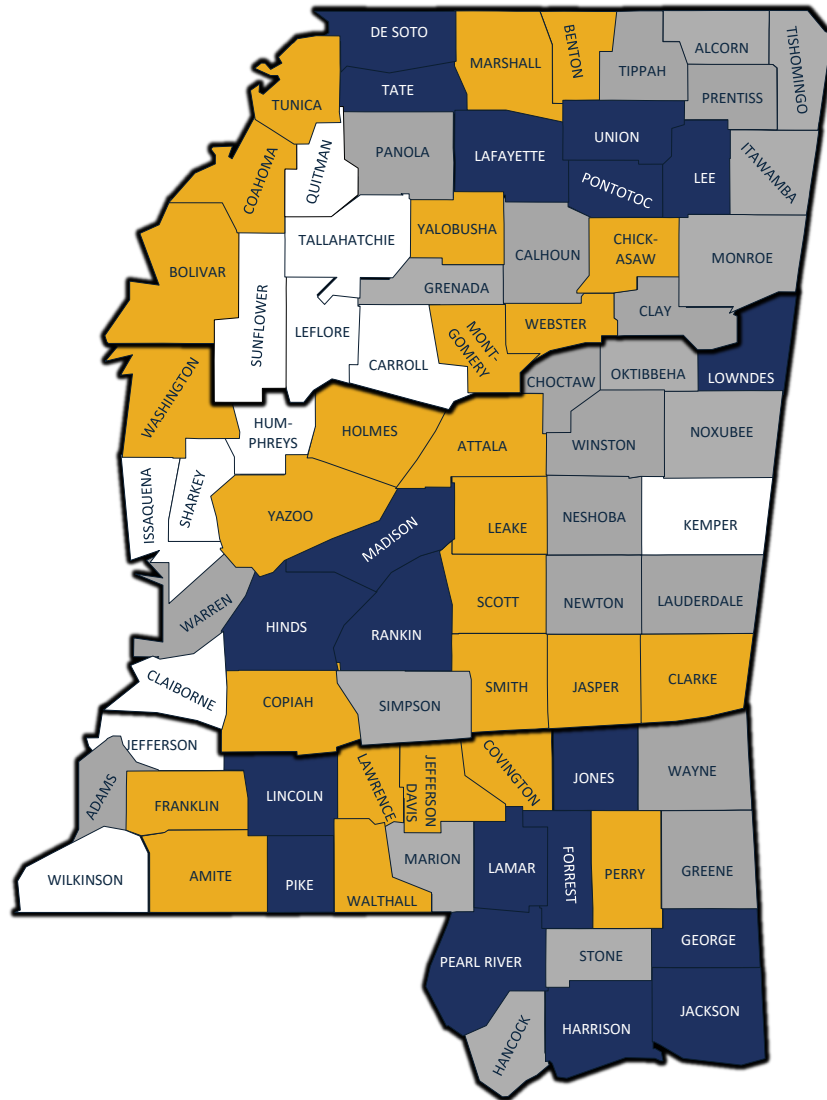 DE SOTO
MARSHALL
BENTON
TIPPAH
ALCORN
TISHOMINGO
TUNICA
TATE
PRENTISS
UNION
QUITMAN
PANOLA
LAFAYETTE
PONTOTOC
LEE
ITAWAMBA
COAHOMA
TALLAHATCHIE
YALOBUSHA
CALHOUN
CHICK-
ASAW
MONROE
BOLIVAR
SUNFLOWER
LEFLORE
GRENADA
CLAY
WEBSTER
MONT-
GOMERY
CARROLL
WASHINGTON
CHOCTAW
OKTIBBEHA
LOWNDES
HUM-
PHREYS
HOLMES
ATTALA
WINSTON
NOXUBEE
ISSAQUENA
SHARKEY
YAZOO
MADISON
LEAKE
NESHOBA
KEMPER
WARREN
HINDS
RANKIN
SCOTT
NEWTON
LAUDERDALE
CLAIBORNE
COPIAH
SIMPSON
SMITH
JASPER
CLARKE
JEFFERSON
ADAMS
FRANKLIN
LINCOLN
LAWRENCE
JEFFERSON
DAVIS
COVINGTON
JONES
WAYNE
WILKINSON
AMITE
PIKE
WALTHALL
MARION
LAMAR
FORREST
PERRY
GREENE
PEARL RIVER
STONE
GEORGE
HANCOCK
HARRISON
JACKSON